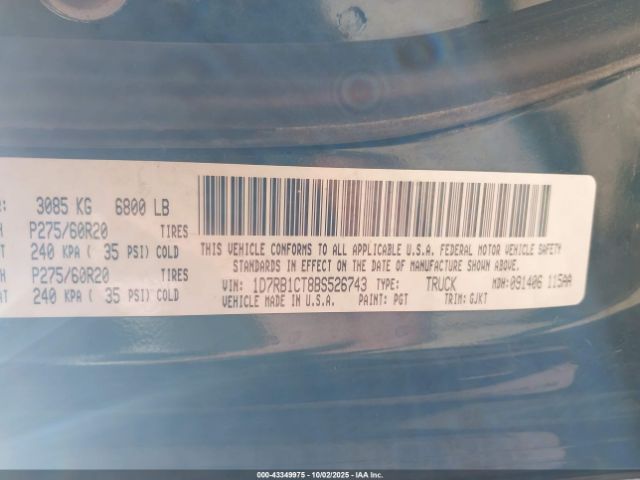 3085 KG 6800 LB
P275/60R20 TIRES
240 KPA ( 35 PSI) COLD
P275/60R20 TIRES
240 KPA ( 35 PSI) COLD
THIS VEHICLE CONFORMS TO ALL APPLICABLE U.S.A. FEDERAL MOTOR VEHICLE SAFETY
STANDARDS IN EFFECT ON THE DATE OF MANUFACTURE SHOWN ABOVE.
VIN: 1D7RB1CT8BS526743 TYPE: TRUCK MDH: 091406 115AA
VEHICLE MADE IN U.S.A. PAINT: PGT TRIM: GJKT
000-43349975 - 10/02/2025 - IAA Inc.